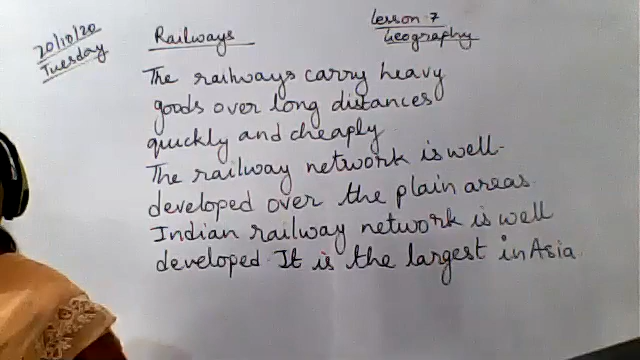 20/10/20
Tuesday
Railways
Lesson: 7
Geography
The railways carry heavy
goods over long distances
quickly and cheaply
The railway network is well-
developed over the plain areas.
Indian railway network is well
developed. It is the largest in Asia.